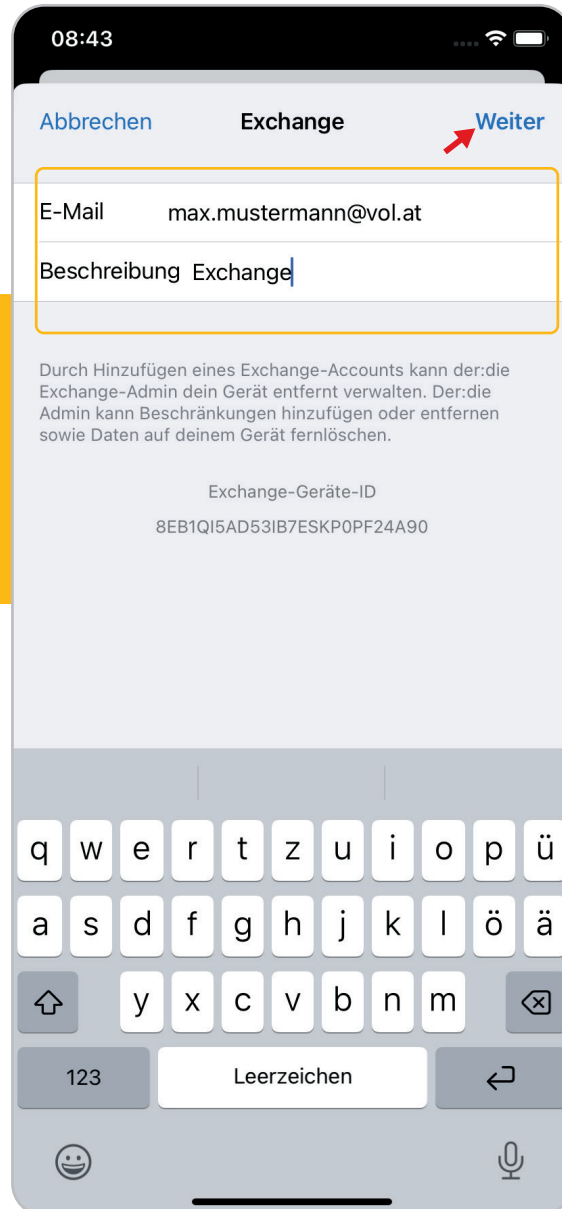 08:43
Abbrechen Exchange Weiter
E-Mail max.mustermann@vol.at
Beschreibung Exchange
Durch Hinzufügen eines Exchange-Accounts kann der:die
Exchange-Admin dein Gerät entfernt verwalten. Der:die
Admin kann Beschränkungen hinzufügen oder entfernen
sowie Daten auf deinem Gerät fernlöschen.
Exchange-Geräte-ID
8EB1QI5AD53IB7ESKP0PF24A90
q w e r t z u i o p ü
a s d f g h j k l ö ä
y x c v b n m
123 Leerzeichen